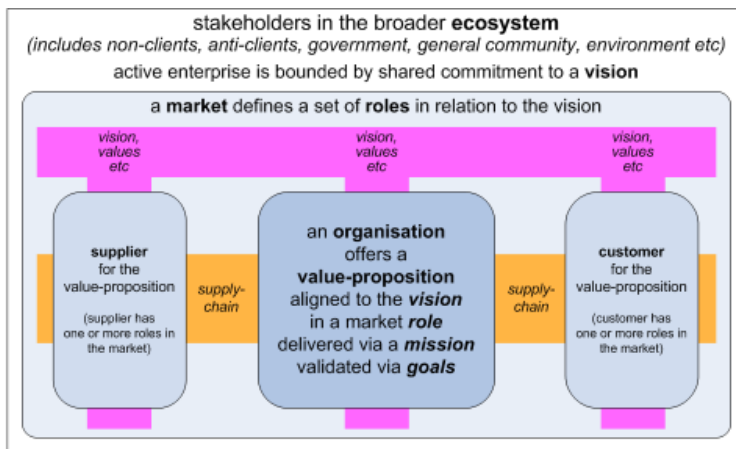 stakeholders in the broader ecosystem
(includes non-clients, anti-clients, government, general community, environment etc)
active enterprise is bounded by shared commitment to a vision
a market defines a set of roles in relation to the vision
vision,
values
etc
vision,
values
etc
vision,
values
etc
supplier
for the
value-proposition
(supplier has
one or more roles in
the market)
supply-
chain
an organisation
offers a
value-proposition
aligned to the vision
in a market role
delivered via a mission
validated via goals
supply-
chain
customer
for the
value-proposition
(customer has
one or more roles in
the market)